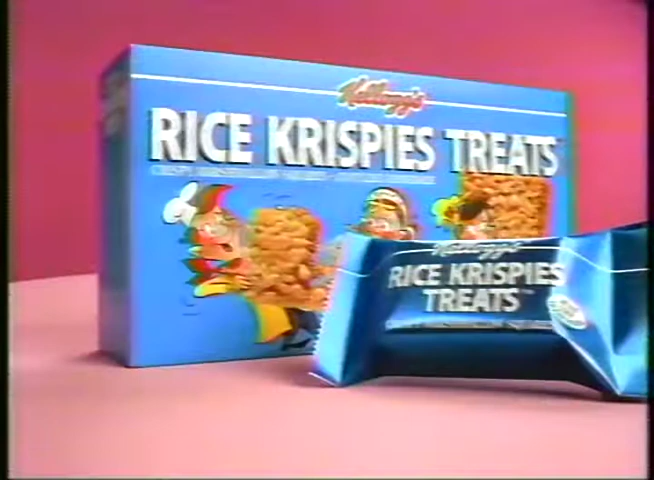 Kellogg's
RICE KRISPIES TREATS
Kellogg's
RICE KRISPIES
TREATS™